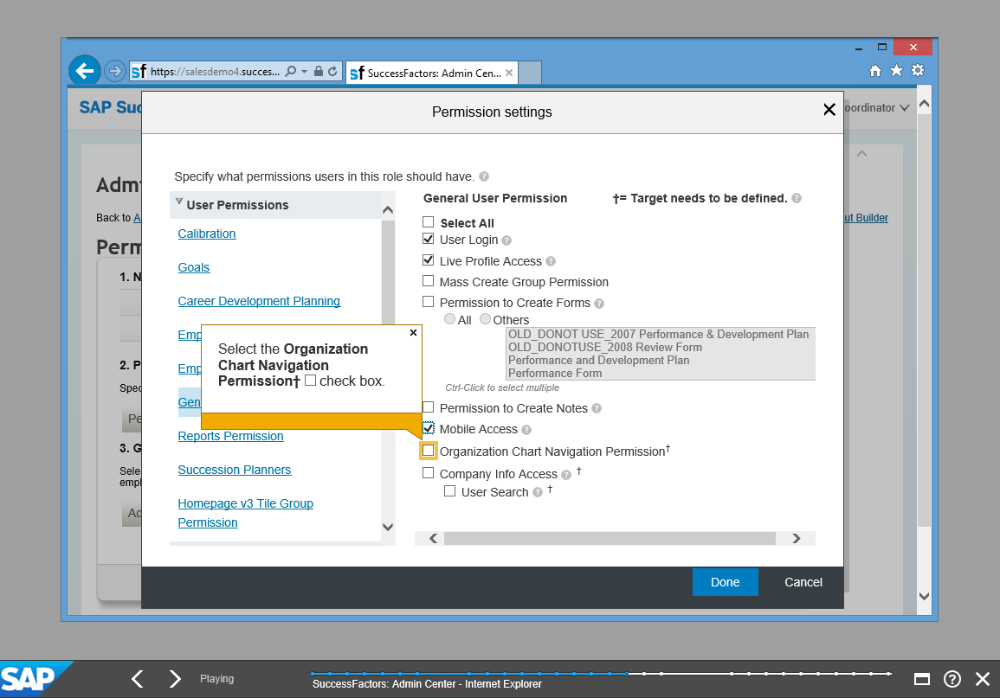 https://salesdemo4.succes...
SuccessFactors: Admin Cen...
SAP Suc
oordinator
Permission settings
Specify what permissions users in this role should have.
User Permissions
Calibration
Goals
Career Development Planning
Emp
Emp
Gen
Reports Permission
Succession Planners
Homepage v3 Tile Group
Permission
General User Permission
†= Target needs to be defined.
Select All
User Login
Live Profile Access
Mass Create Group Permission
Permission to Create Forms
All Others
OLD_DONOT USE_2007 Performance & Development Plan
OLD_DONOTUSE_2008 Review Form
Performance and Development Plan
Performance Form
Ctrl-Click to select multiple
Permission to Create Notes
Mobile Access
Organization Chart Navigation Permission†
Company Info Access †
User Search †
Select the Organization
Chart Navigation
Permission† check box.
Done
Cancel
Back to A
ut Builder
Perm
1. N
2. P
Spec
Pe
3. G
Sele
empl
Ad
SAP
Playing
SuccessFactors: Admin Center - Internet Explorer